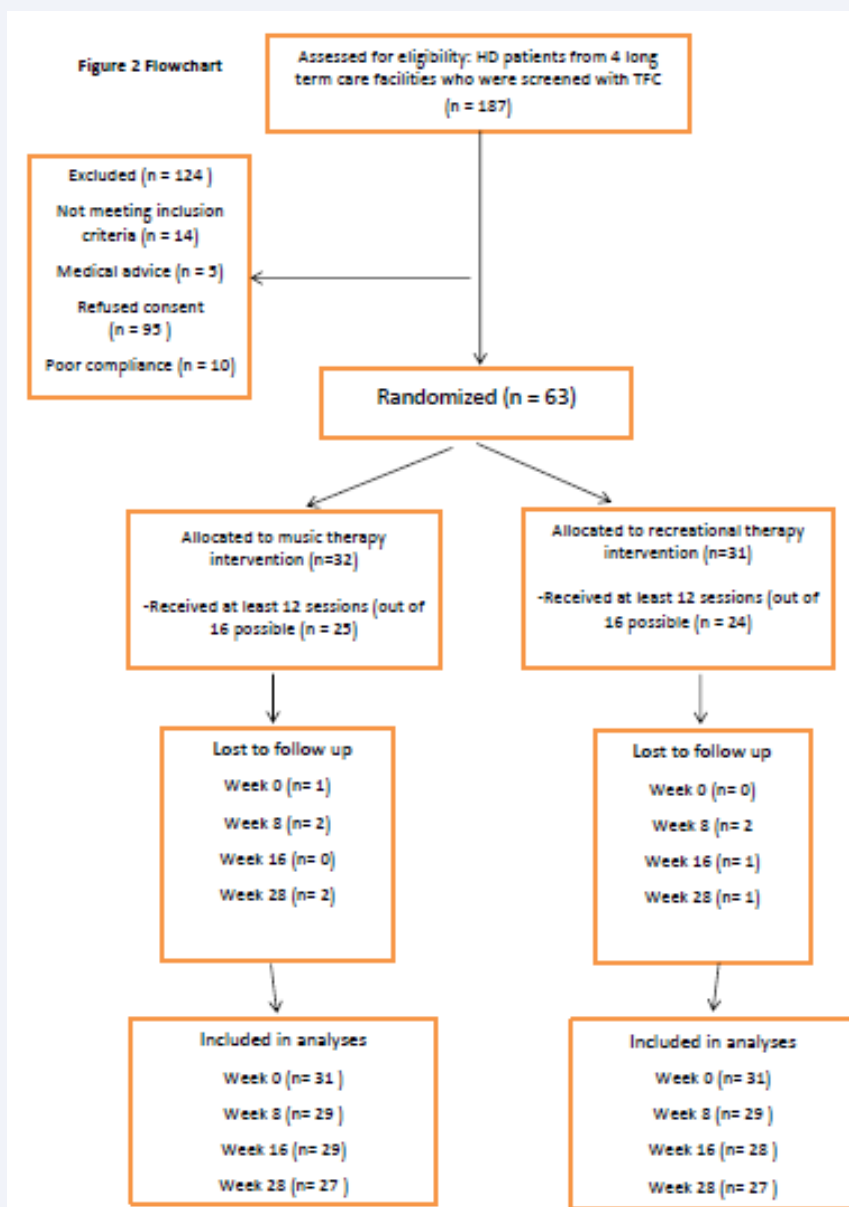 Figure 2 Flowchart
Assessed for eligibility: HD patients from 4 long
term care facilities who were screened with TFC
(n = 187)
Excluded (n = 124 )
Not meeting inclusion
criteria (n = 14)
Medical advice (n = 5)
Refused consent
(n = 95 )
Poor compliance (n = 10)
Randomized (n = 63)
Allocated to music therapy
intervention (n=32)
-Received at least 12 sessions (out of
16 possible (n = 25)
Allocated to recreational therapy
intervention (n=31)
-Received at least 12 sessions (out of
16 possible (n = 24)
Lost to follow up
Week 0 (n= 1)
Week 8 (n= 2)
Week 16 (n= 0)
Week 28 (n= 2)
Lost to follow up
Week 0 (n= 0)
Week 8 (n= 2
Week 16 (n= 1)
Week 28 (n= 1)
Included in analyses
Week 0 (n= 31 )
Week 8 (n= 29 )
Week 16 (n= 29)
Week 28 (n= 27 )
Included in analyses
Week 0 (n= 31)
Week 8 (n= 29 )
Week 16 (n= 28 )
Week 28 (n= 27 )